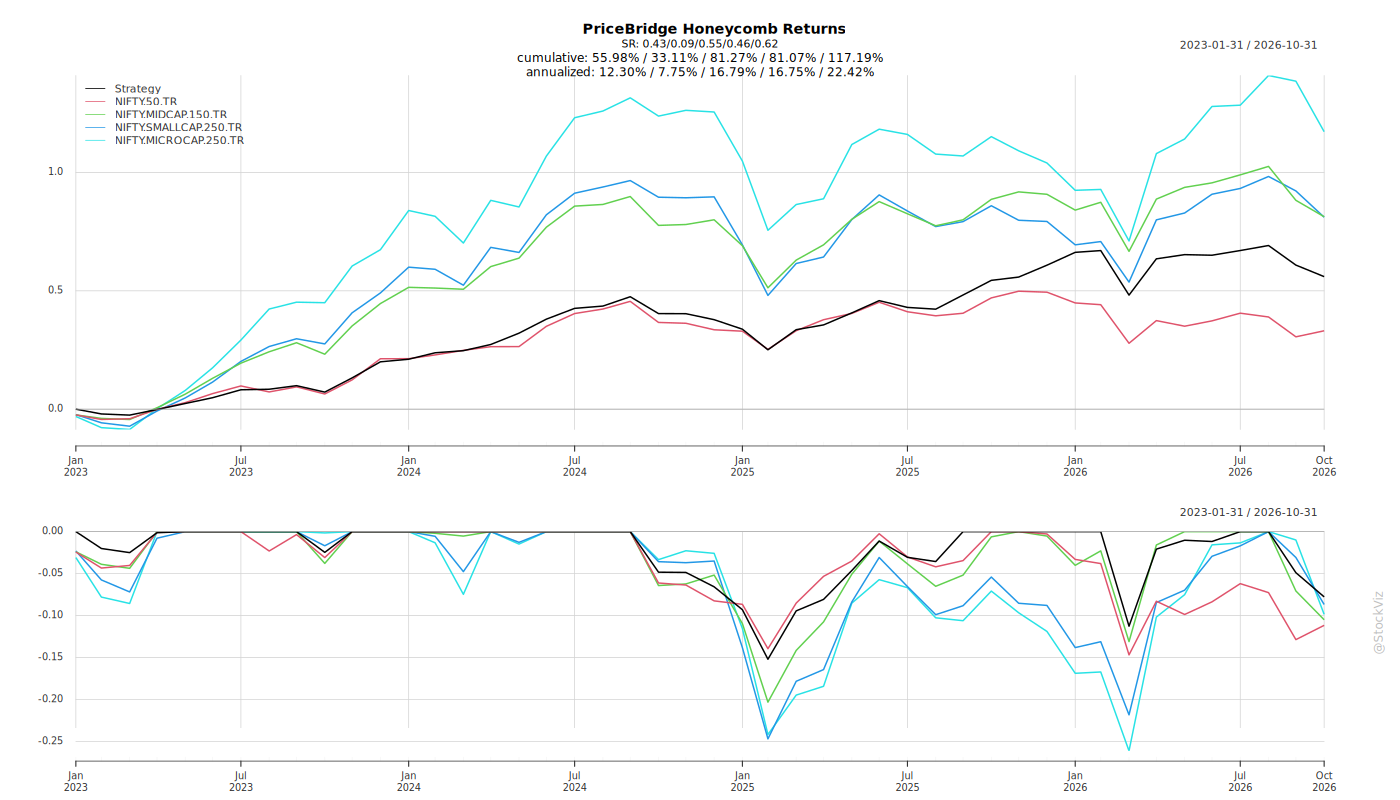 PriceBridge Honeycomb Returns
SR: 0.43/0.09/0.55/0.46/0.62
cumulative: 55.98% / 33.11% / 81.27% / 81.07% / 117.19%
annualized: 12.30% / 7.75% / 16.79% / 16.75% / 22.42%
2023-01-31 / 2026-10-31
Strategy
NIFTY.50.TR
NIFTY.MIDCAP.150.TR
NIFTY.SMALLCAP.250.TR
NIFTY.MICROCAP.250.TR
1.0
0.5
0.0
Jan Jul Jan Jul Jan Jul Jan Jul Oct
2023 2023 2024 2024 2025 2025 2026 2026 2026
2023-01-31 / 2026-10-31
0.00
-0.05
-0.10
-0.15
-0.20
-0.25
Jan Jul Jan Jul Jan Jul Jan Jul Oct
2023 2023 2024 2024 2025 2025 2026 2026 2026
@StockViz